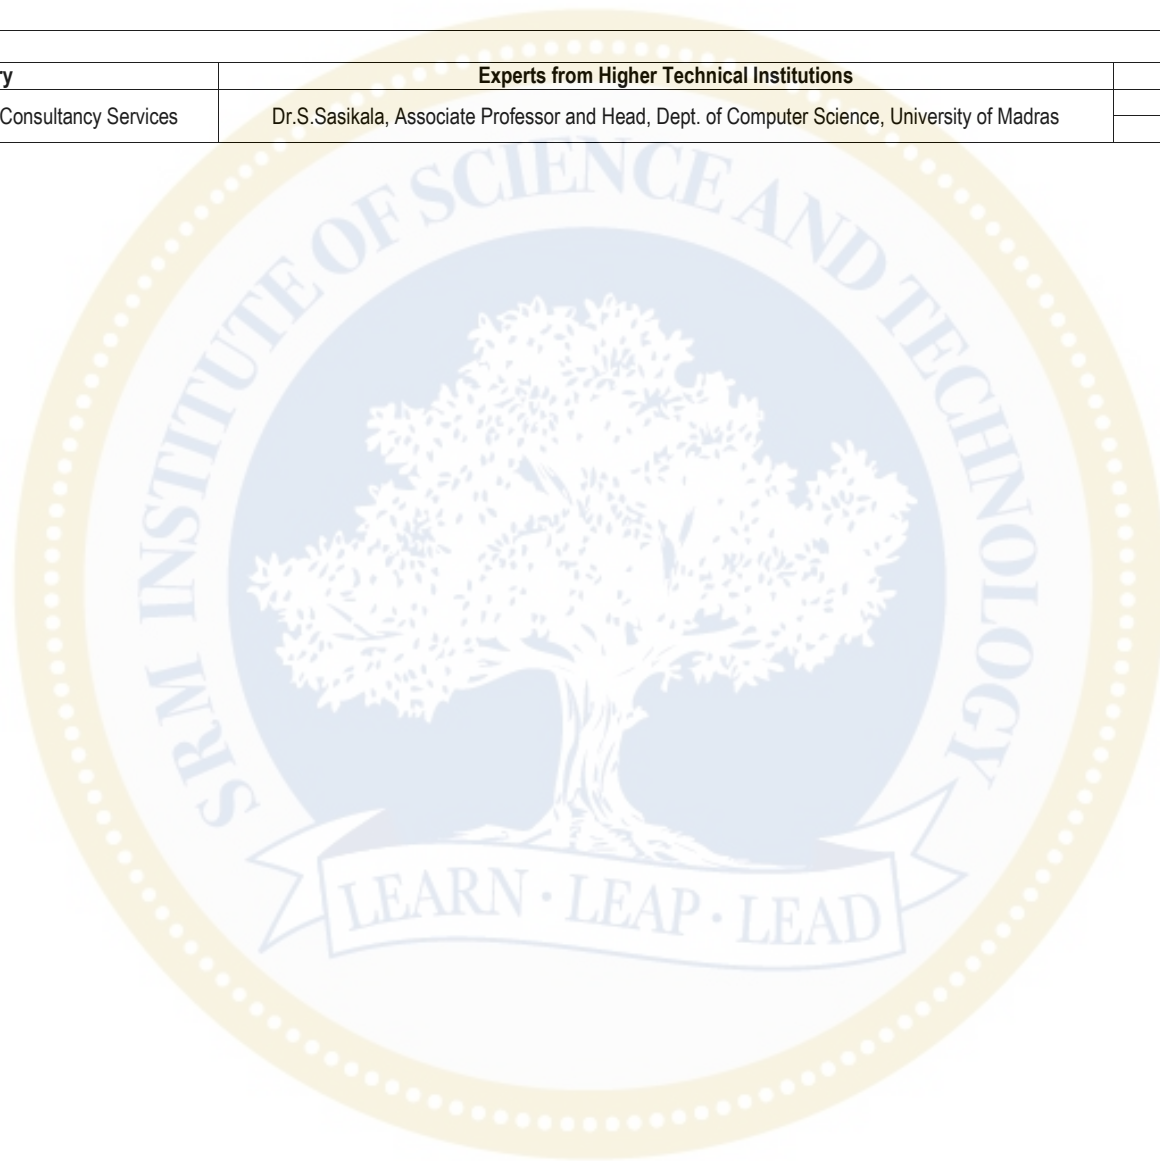 ry
Experts from Higher Technical Institutions
Consultancy Services
Dr.S.Sasikala, Associate Professor and Head, Dept. of Computer Science, University of Madras
SRM INSTITUTE OF SCIENCE AND TECHNOLOGY
LEARN · LEAP · LEAD